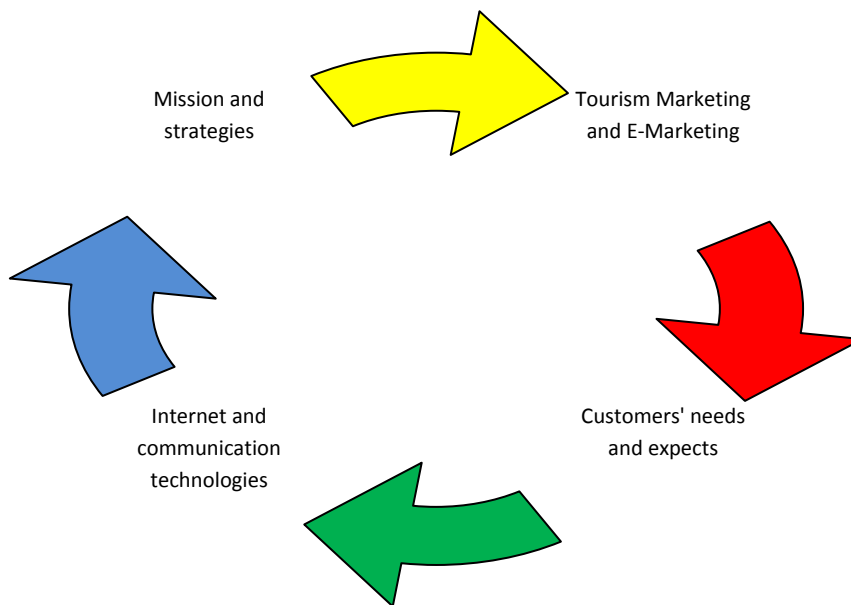 Mission and
strategies
Tourism Marketing
and E-Marketing
Customers' needs
and expects
Internet and
communication
technologies